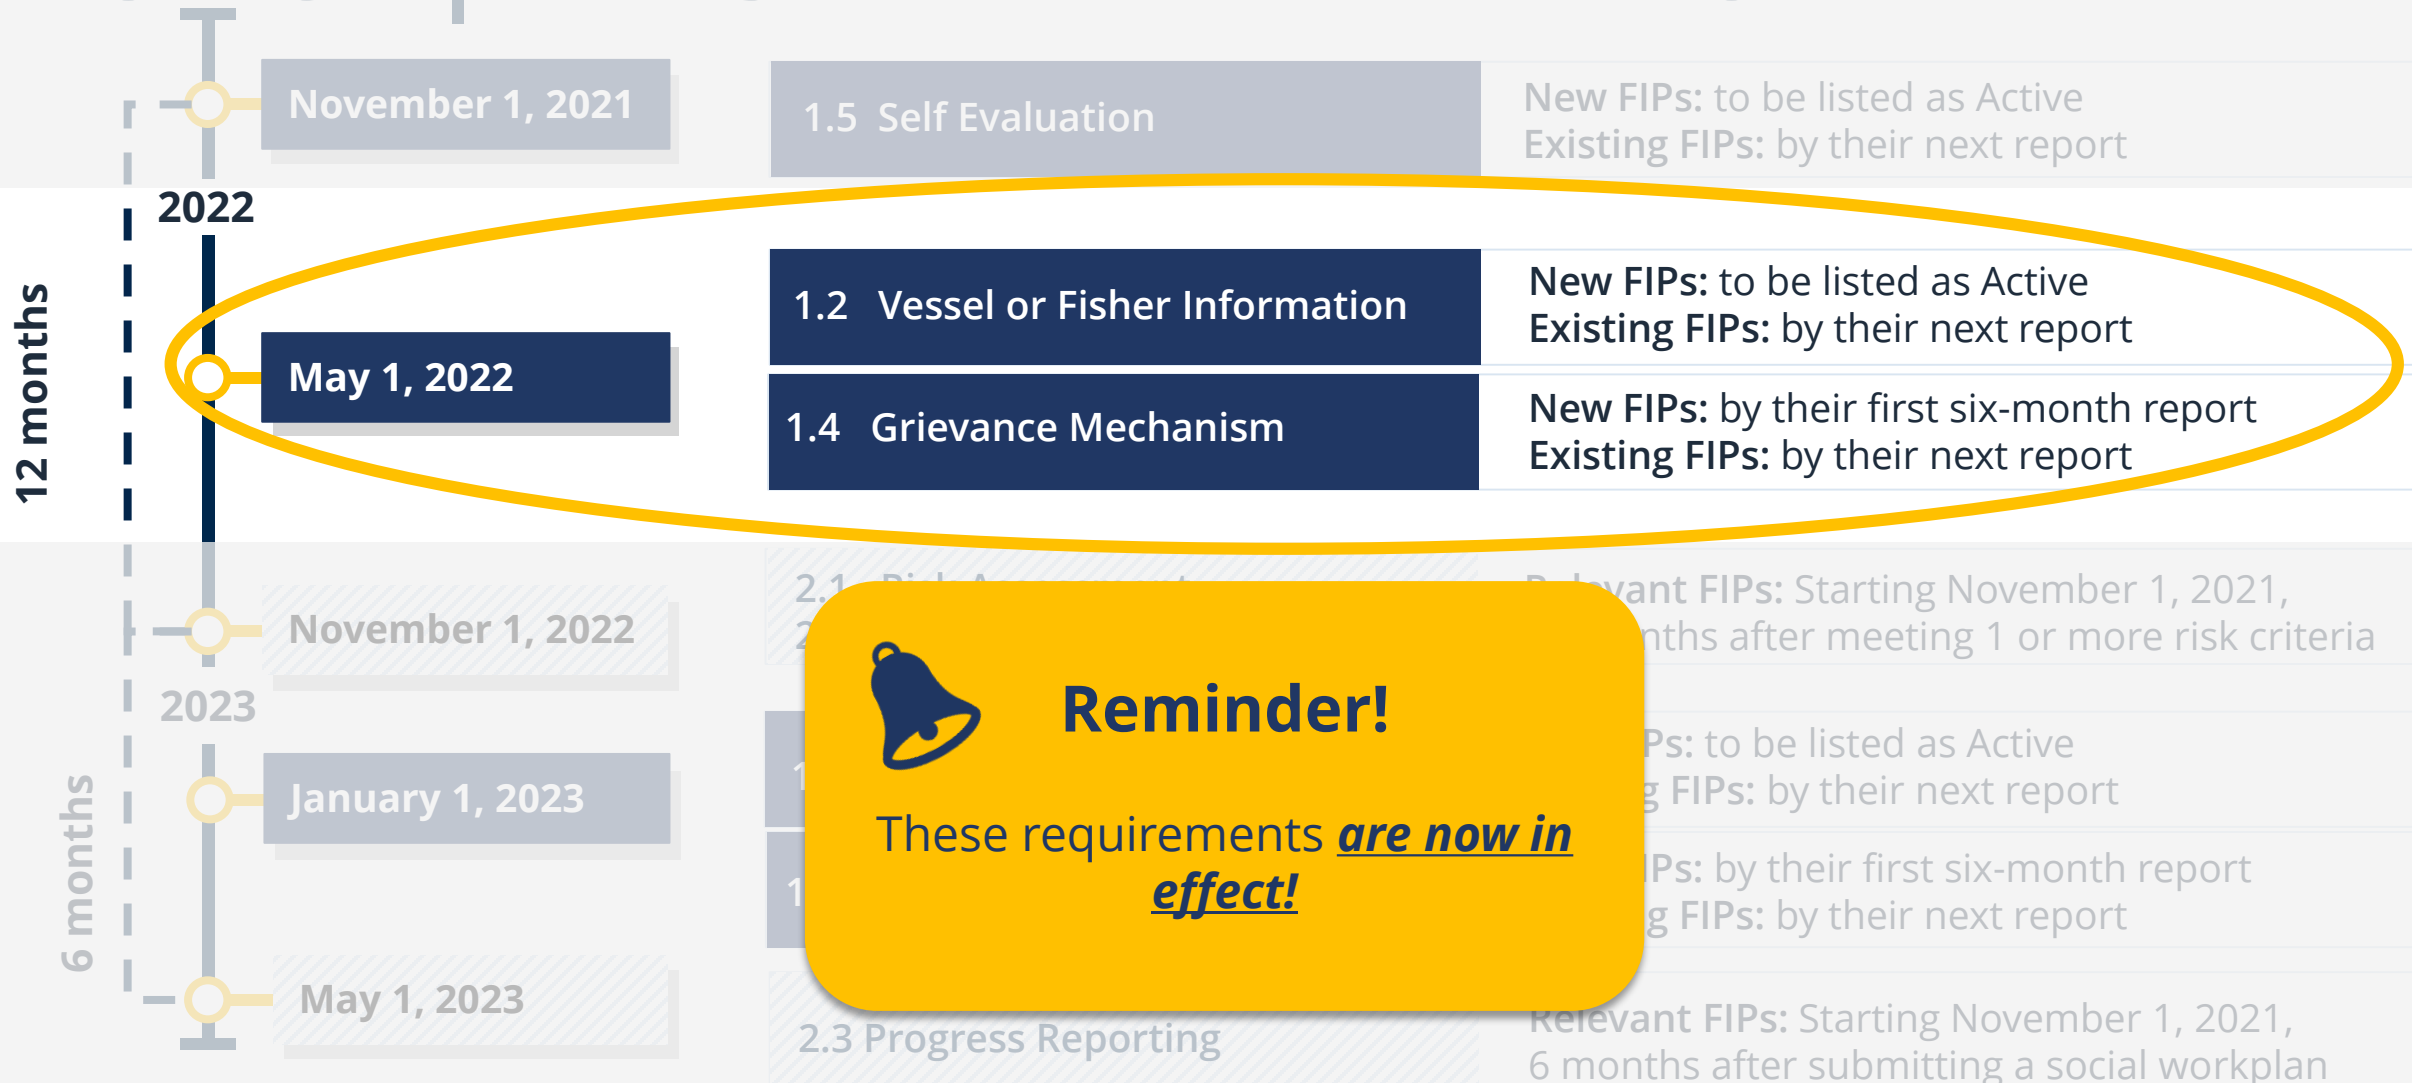 November 1, 2021
1.5 Self Evaluation
New FIPs: to be listed as Active
Existing FIPs: by their next report
2022
12 months
May 1, 2022
1.2 Vessel or Fisher Information
New FIPs: to be listed as Active
Existing FIPs: by their next report
1.4 Grievance Mechanism
New FIPs: by their first six-month report
Existing FIPs: by their next report
November 1, 2022
2.1 Risk Assessment
Relevant FIPs: Starting November 1, 2021,
after meeting 1 or more risk criteria
2023
6 months
January 1, 2023
to be listed as Active
FIPs: by their next report
by their first six-month report
FIPs: by their next report
May 1, 2023
2.3 Progress Reporting
Relevant FIPs: Starting November 1, 2021,
6 months after submitting a social workplan
Reminder!
These requirements are now in
effect!